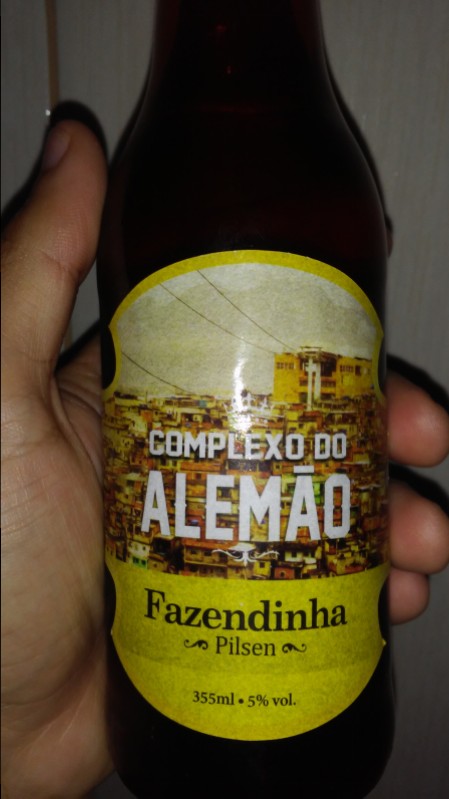 COMPLEXO DO
ALEMÃO
Fazendinha
Pilsen
355ml • 5% vol.